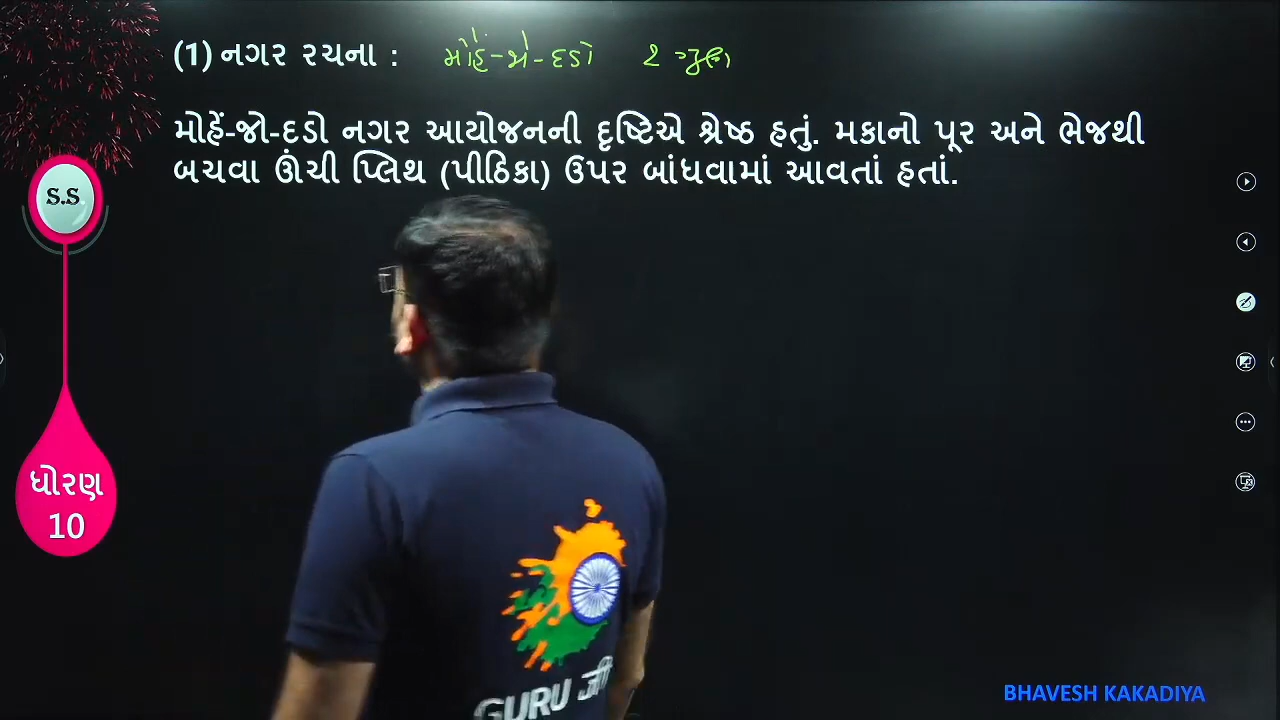 (1) નગર રચના : મોહેં-જો-દડો 2 ગુણ
મોહેં-જો-દડો નગર આયોજનની દૃષ્ટિએ શ્રેષ્ઠ હતું. મકાનો પૂર અને ભેજથી
બચવા ઊંચી પ્લિંથ (પીઠિકા) ઉપર બાંધવામાં આવતાં હતાં.
S.S.
ધોરણ
10
GURU जी
BHAVESH KAKADIYA